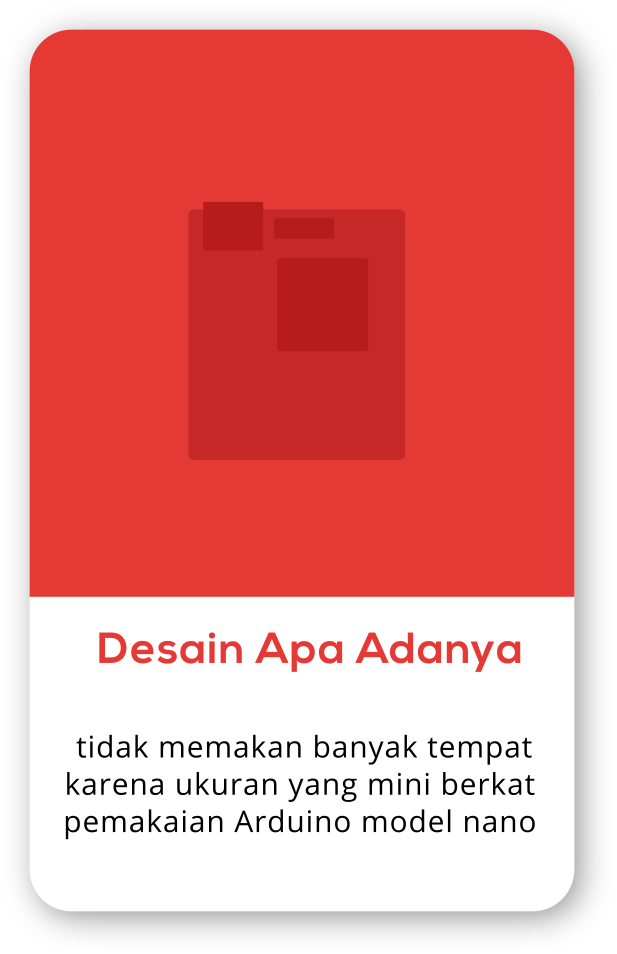 Desain Apa Adanya
tidak memakan banyak tempat
karena ukuran yang mini berkat
pemakaian Arduino model nano